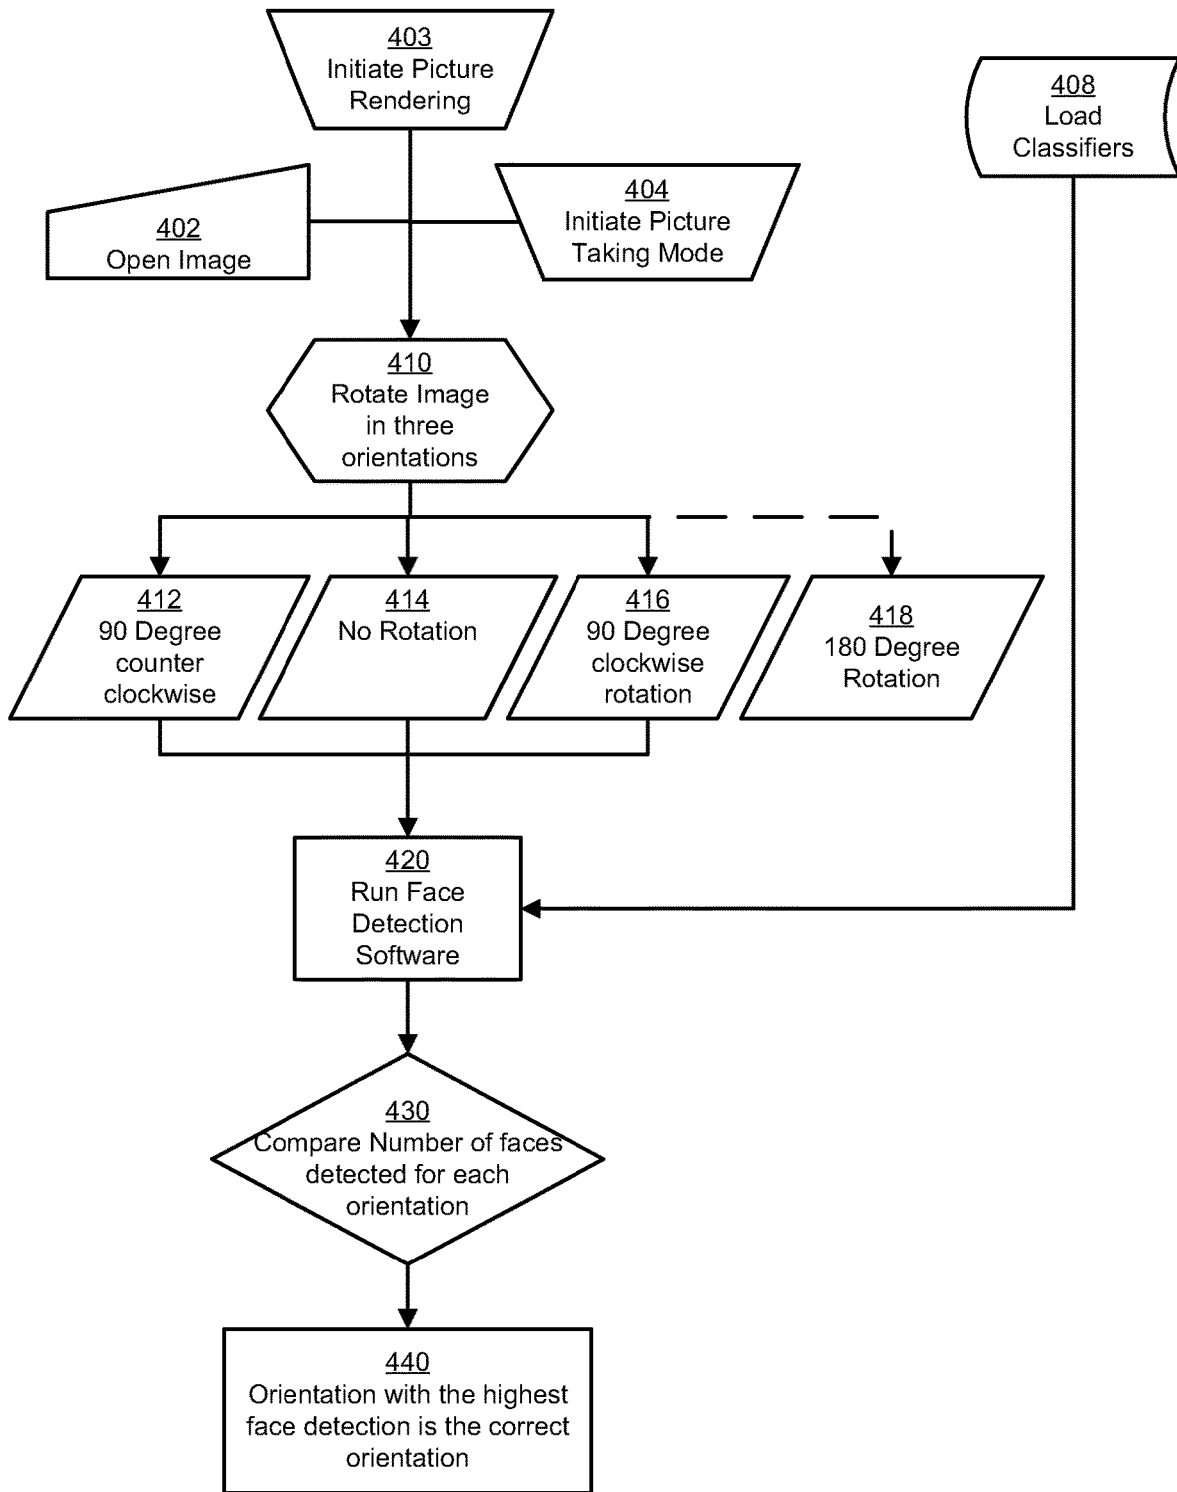 403
Initiate Picture
Rendering
408
Load
Classifiers
402
Open Image
404
Initiate Picture
Taking Mode
410
Rotate Image
in three
orientations
412
90 Degree
counter
clockwise
414
No Rotation
416
90 Degree
clockwise
rotation
418
180 Degree
Rotation
420
Run Face
Detection
Software
430
Compare Number of faces
detected for each
orientation
440
Orientation with the highest
face detection is the correct
orientation